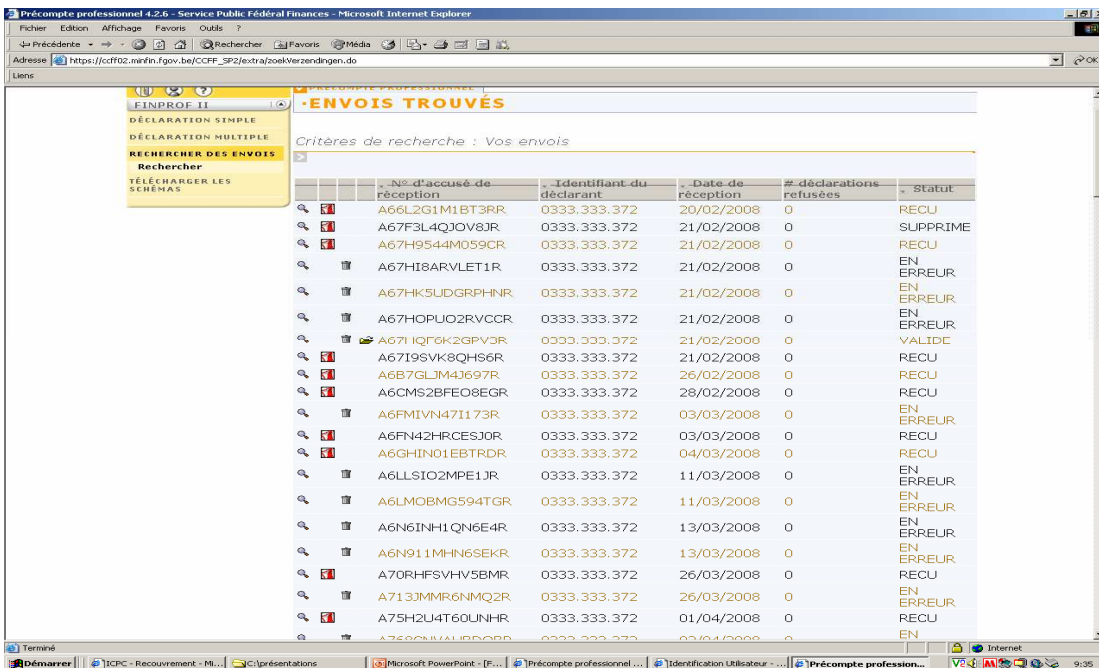 Précompte professionnel 4.2.6 - Service Public Fédéral Finances - Microsoft Internet Explorer
Fichier Edition Affichage Favoris Outils ?
Précédente Rechercher Favoris Média
Adresse https://ccff02.minfin.fgov.be/CCFF_SP2/extra/zoekVerzendingen.do OK
Liens
PRÉCOMPTE PROFESSIONNEL
FINPROF II
·ENVOIS TROUVÉS
DÉCLARATION SIMPLE
DÉCLARATION MULTIPLE
RECHERCHER DES ENVOIS
Rechercher
TÉLÉCHARGER LES
SCHÉMAS
Critères de recherche : Vos envois
N° d'accusé de réception Identifiant du déclarant Date de réception # déclarations refusées Statut
A66L2G1M1BT3RR 0333.333.372 20/02/2008 0 RECU
A67F3L4QJOV8JR 0333.333.372 21/02/2008 0 SUPPRIME
A67H9544M059CR 0333.333.372 21/02/2008 0 RECU
A67HI8ARVLET1R 0333.333.372 21/02/2008 0 EN ERREUR
A67HK5UDGRPHNR 0333.333.372 21/02/2008 0 EN ERREUR
A67HOPUO2RVCCR 0333.333.372 21/02/2008 0 EN ERREUR
0333.333.372 21/02/2008 0 VALIDE
A67I9SVK8QHS6R 0333.333.372 21/02/2008 0 RECU
A6B7GLJM4J697R 0333.333.372 26/02/2008 0 RECU
A6CMS2BFEO8EGR 0333.333.372 28/02/2008 0 RECU
A6FMIVN47I173R 0333.333.372 03/03/2008 0 EN ERREUR
A6FN42HRCESJ0R 0333.333.372 03/03/2008 0 RECU
A6GHIN01EBTRDR 0333.333.372 04/03/2008 0 RECU
A6LLSIO2MPE1JR 0333.333.372 11/03/2008 0 EN ERREUR
A6LMOBMG594TGR 0333.333.372 11/03/2008 0 EN ERREUR
A6N6INH1QN6E4R 0333.333.372 13/03/2008 0 EN ERREUR
A6N911MHN6SEKR 0333.333.372 13/03/2008 0 EN ERREUR
A70RHFSVHV5BMR 0333.333.372 26/03/2008 0 RECU
A713JMMR6NMQ2R 0333.333.372 26/03/2008 0 EN ERREUR
A75H2U4T60UNHR 0333.333.372 01/04/2008 0 RECU
EN
Terminé Internet
Démarrer ICPC - Recouvrement - Mi... C:\présentations Microsoft PowerPoint - [F... Précompte professionnel ... Identification Utilisateur - ... Précompte profession... 9:35